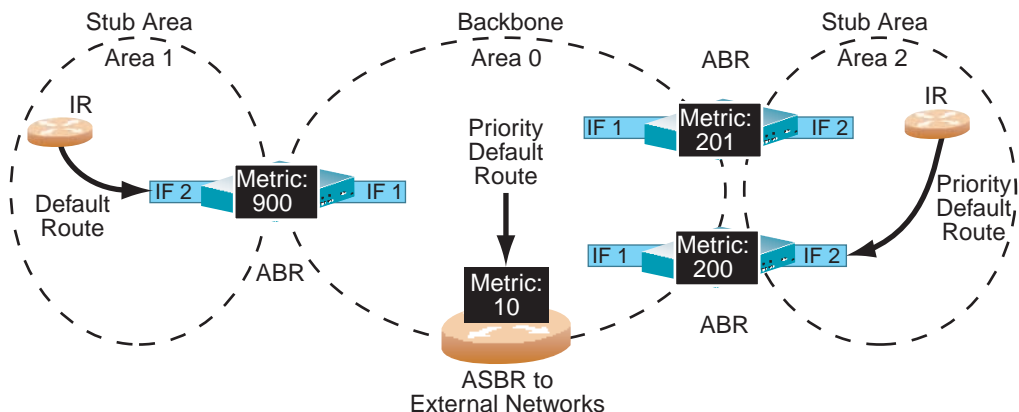 Stub Area
Area 1
IR
Default
Route
IF 2
Metric:
900
IF 1
ABR
Backbone
Area 0
Priority
Default
Route
Metric:
10
ASBR to
External Networks
ABR
IF 1
Metric:
201
IF 2
IF 1
Metric:
200
IF 2
ABR
Stub Area
Area 2
IR
Priority
Default
Route